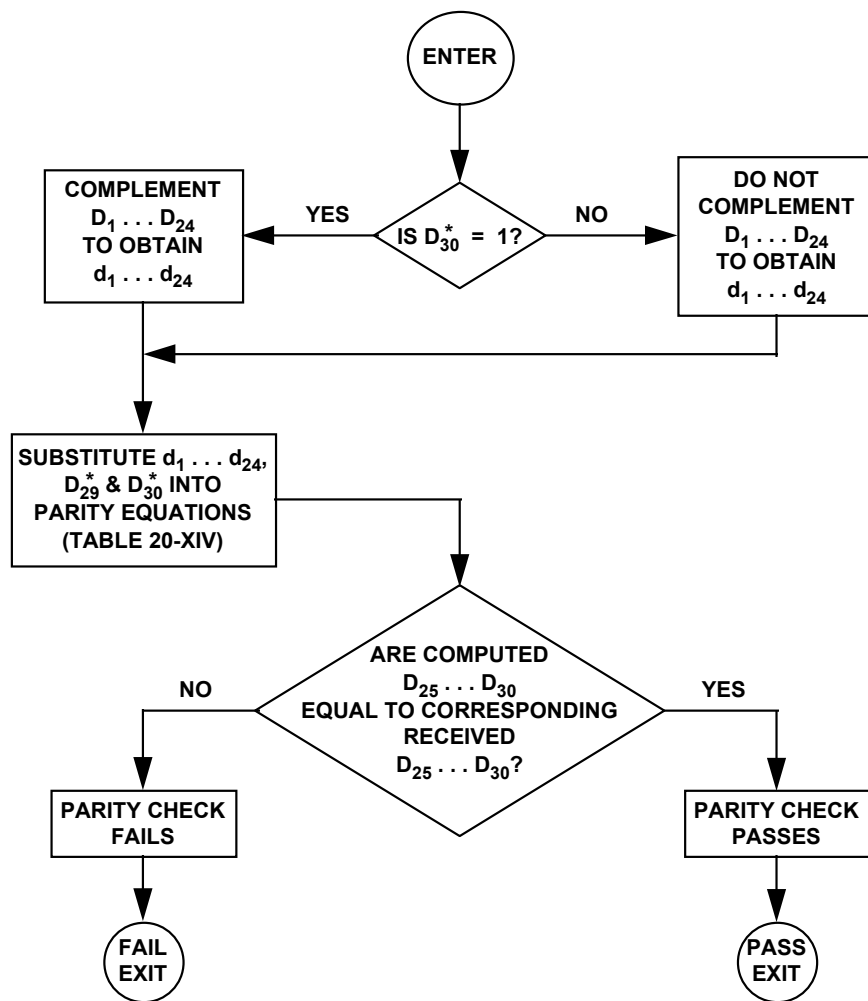 ENTER
COMPLEMENT
D₁ . . . D₂₄
TO OBTAIN
d₁ . . . d₂₄
YES
IS D*₃₀ = 1?
NO
DO NOT
COMPLEMENT
D₁ . . . D₂₄
TO OBTAIN
d₁ . . . d₂₄
SUBSTITUTE d₁ . . . d₂₄,
D*₂₉ & D*₃₀ INTO
PARITY EQUATIONS
(TABLE 20-XIV)
ARE COMPUTED
D₂₅ . . . D₃₀
EQUAL TO CORRESPONDING
RECEIVED
D₂₅ . . . D₃₀?
NO
YES
PARITY CHECK
FAILS
PARITY CHECK
PASSES
FAIL
EXIT
PASS
EXIT